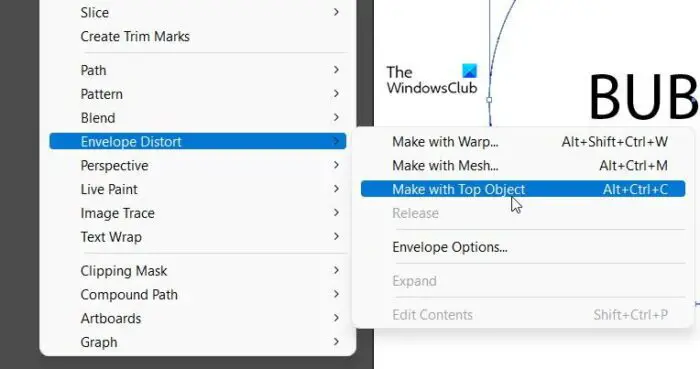 Slice
Create Trim Marks
Path
Pattern
Blend
Envelope Distort
Perspective
Live Paint
Image Trace
Text Wrap
Clipping Mask
Compound Path
Artboards
Graph
The
WindowsClub
BUB
Make with Warp... Alt+Shift+Ctrl+W
Make with Mesh... Alt+Ctrl+M
Make with Top Object Alt+Ctrl+C
Release
Envelope Options...
Expand
Edit Contents Shift+Ctrl+P